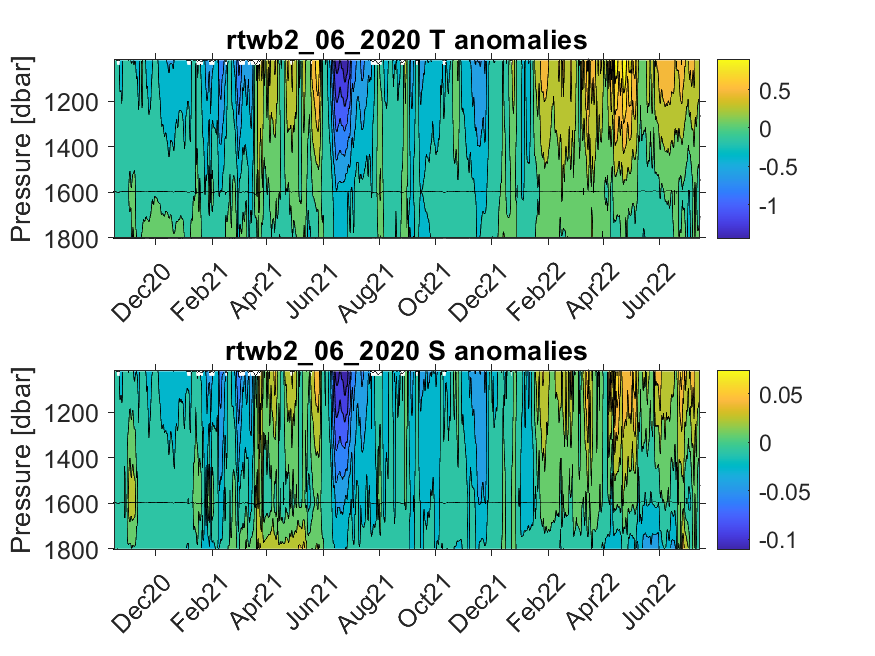 rtwb2_06_2020 T anomalies
Pressure [dbar]
1200
1400
1600
1800
Dec20
Feb21
Apr21
Jun21
Aug21
Oct21
Dec21
Feb22
Apr22
Jun22
0.5
0
-0.5
-1
rtwb2_06_2020 S anomalies
Pressure [dbar]
1200
1400
1600
1800
Dec20
Feb21
Apr21
Jun21
Aug21
Oct21
Dec21
Feb22
Apr22
Jun22
0.05
0
-0.05
-0.1